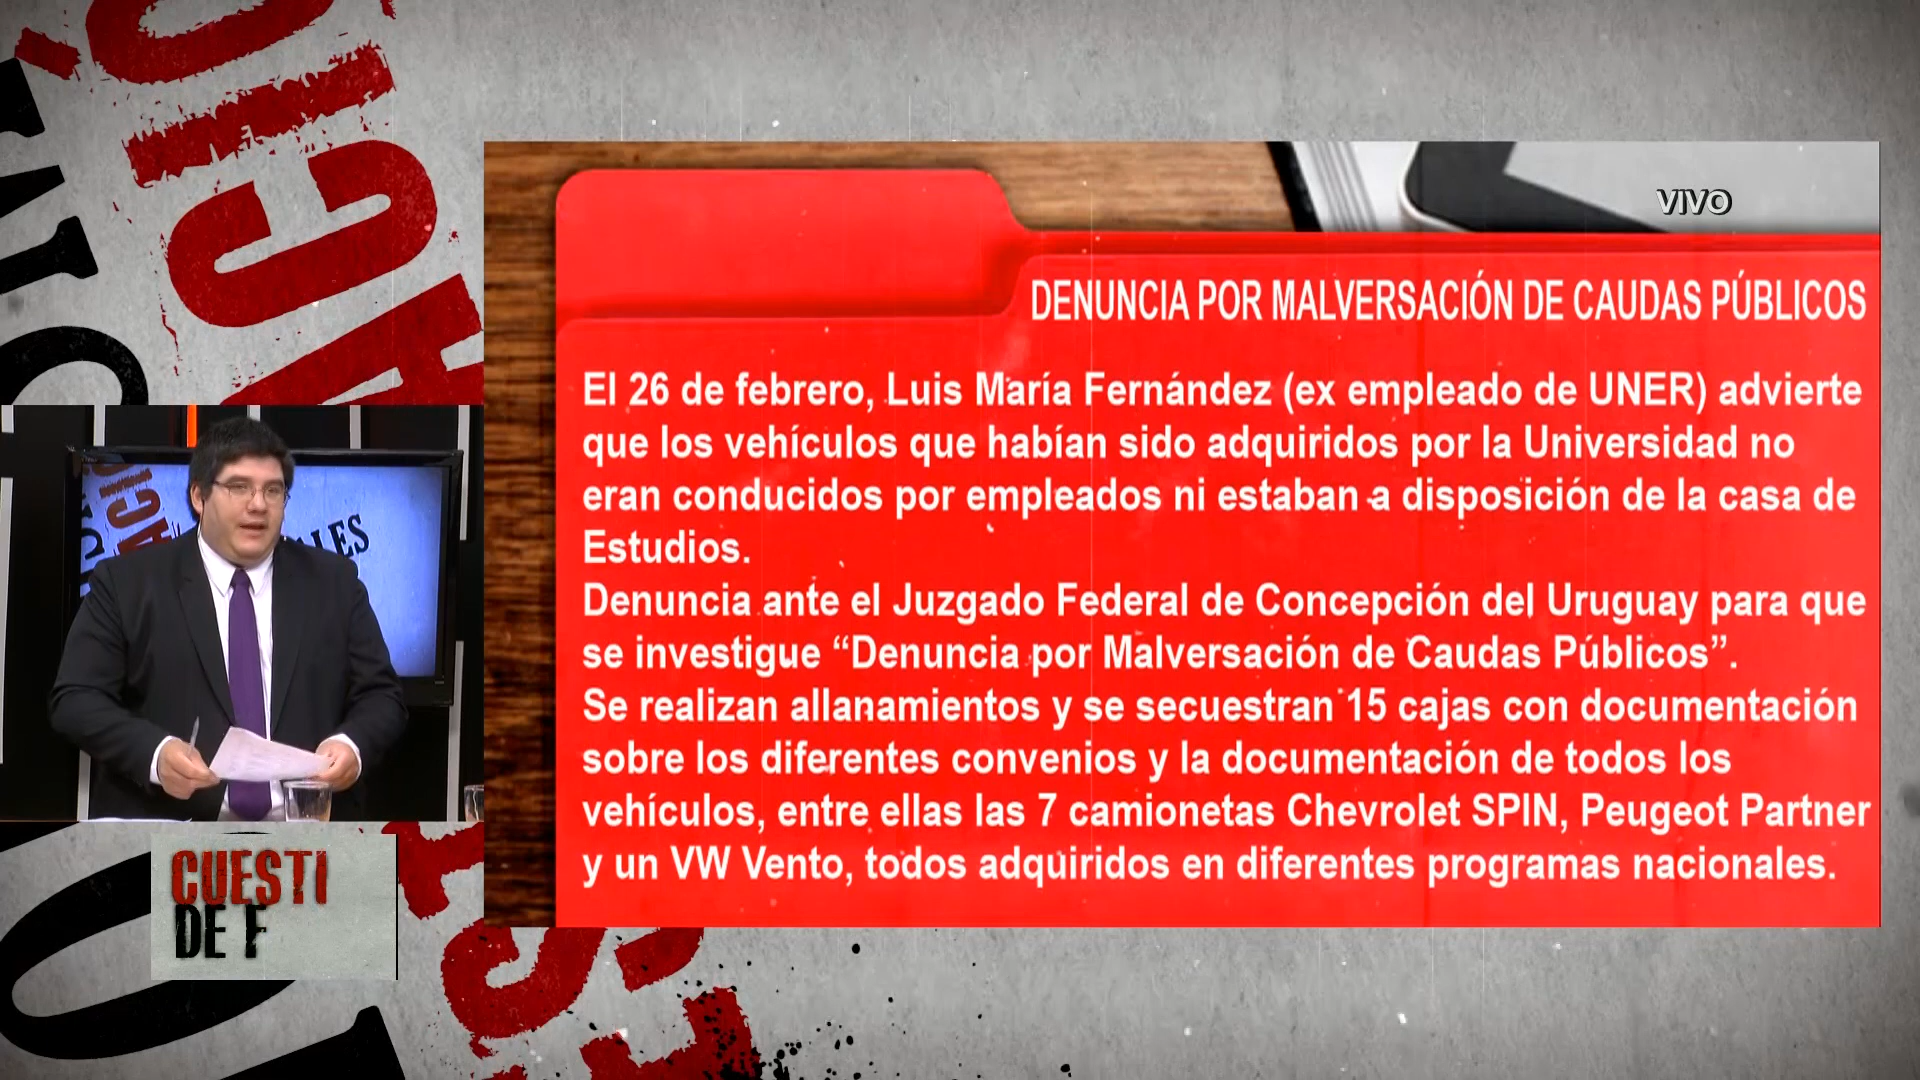 VIVO
DENUNCIA POR MALVERSACIÓN DE CAUDAS PÚBLICOS
El 26 de febrero, Luis María Fernández (ex empleado de UNER) advierte
que los vehículos que habían sido adquiridos por la Universidad no
eran conducidos por empleados ni estaban a disposición de la casa de
Estudios.
Denuncia ante el Juzgado Federal de Concepción del Uruguay para que
se investigue “Denuncia por Malversación de Caudas Públicos”.
Se realizan allanamientos y se secuestran 15 cajas con documentación
sobre los diferentes convenios y la documentación de todos los
vehículos, entre ellas las 7 camionetas Chevrolet SPIN, Peugeot Partner
y un VW Vento, todos adquiridos en diferentes programas nacionales.
CUESTI
DE F